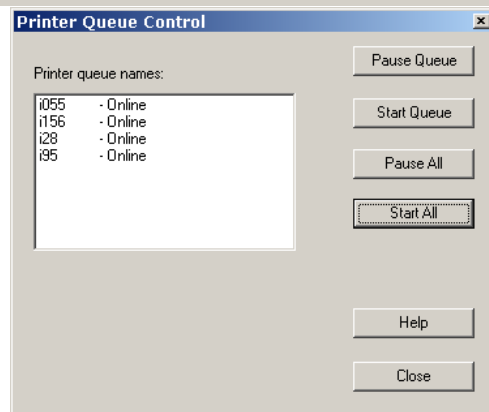 Printer Queue Control
Printer queue names:
i055 - Online
i156 - Online
i28 - Online
i95 - Online
Pause Queue
Start Queue
Pause All
Start All
Help
Close